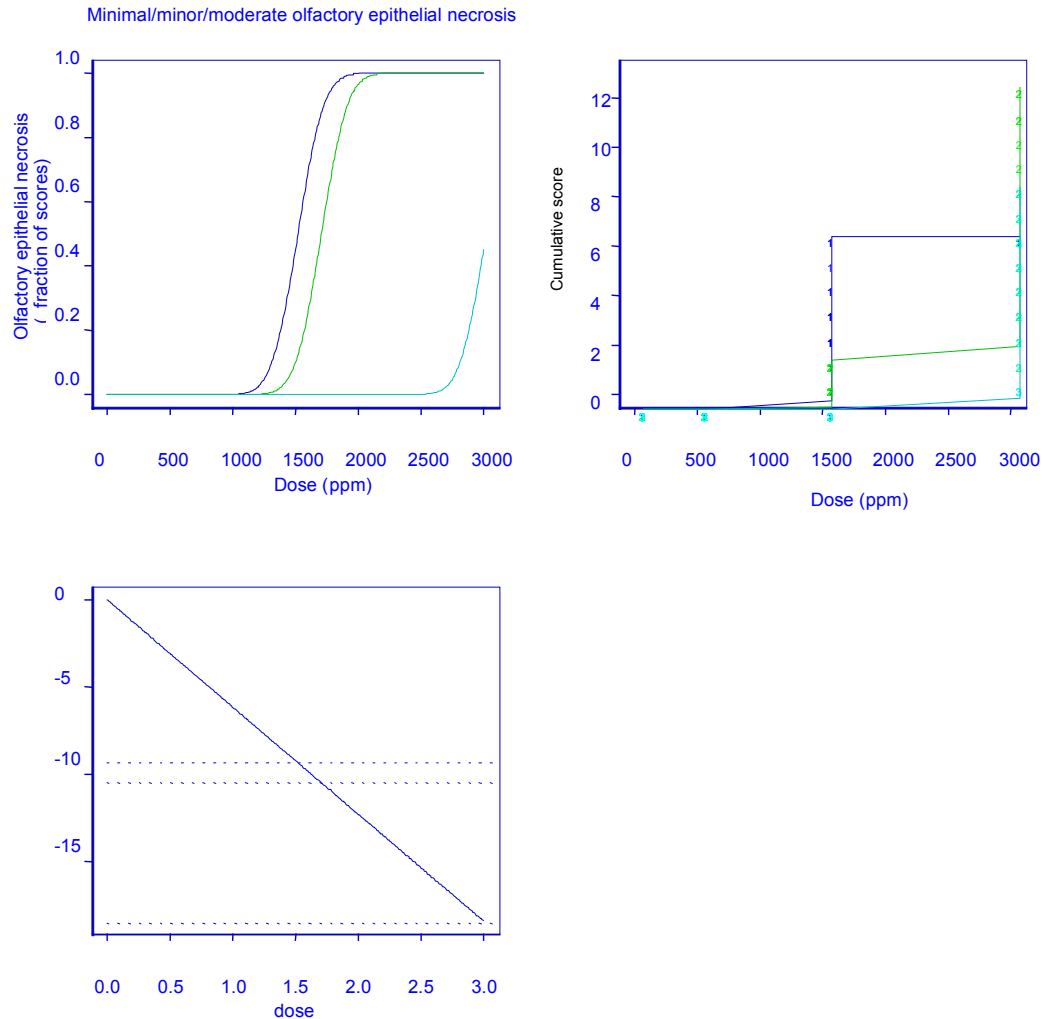 Minimal/minor/moderate olfactory epithelial necrosis
Olfactory epithelial necrosis
( fraction of scores)
1.0
0.8
0.6
0.4
0.2
0.0
0 500 1000 1500 2000 2500 3000
Dose (ppm)
Cumulative score
12
10
8
6
4
2
0
0 500 1000 1500 2000 2500 3000
Dose (ppm)
0
-5
-10
-15
0.0 0.5 1.0 1.5 2.0 2.5 3.0
dose